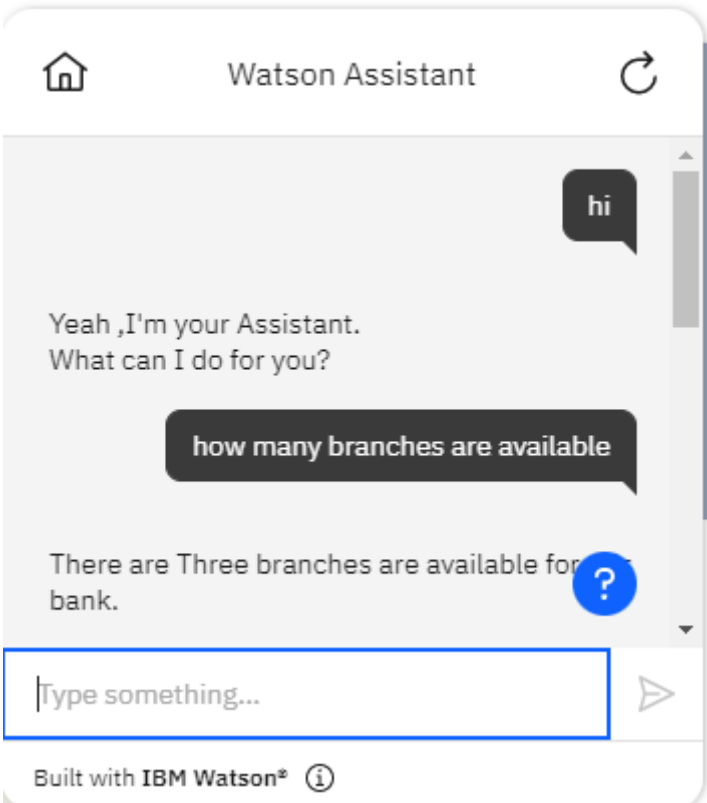 Watson Assistant
hi
Yeah ,I'm your Assistant.
What can I do for you?
how many branches are available
There are Three branches are available for
?
bank.
Type something...
Built with IBM Watson®